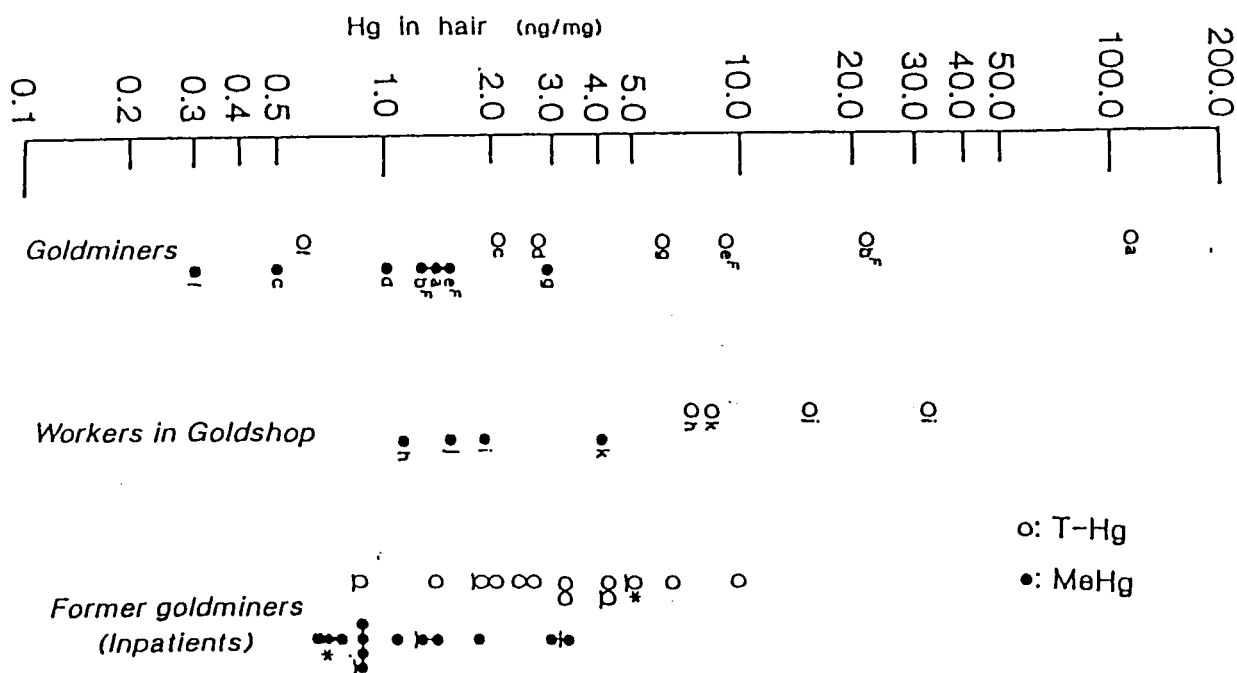 Hg in hair (ng/mg)
0.1 0.2 0.3 0.4 0.5 1.0 2.0 3.0 4.0 5.0 10.0 20.0 30.0 40.0 50.0 100.0 200.0
Goldminers
f c d g e^F b^F a
l c d b^F a e^F g
Workers in Goldshop
h k j i
h j i k
o: T-Hg
●: MeHg
Former goldminers
(Inpatients)
*
*